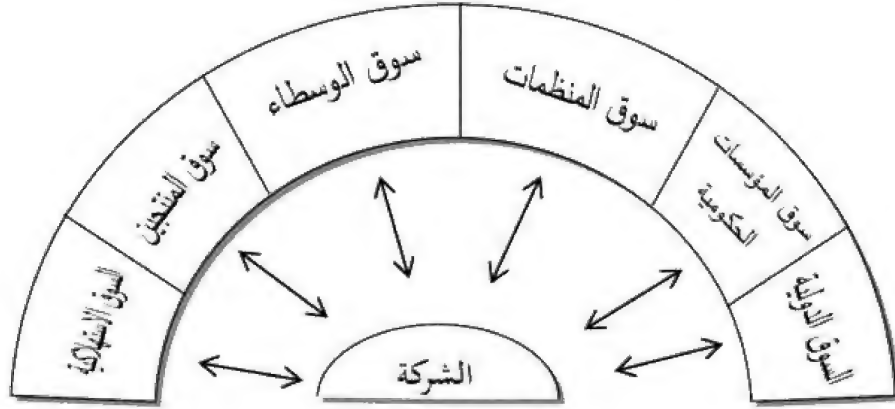 سوق المنظمات
سوق الوسطاء
سوق المؤسسات
الحكومية
سوق المنتجين
السوق الدولية
السوق الاستهلاكية
الشركة